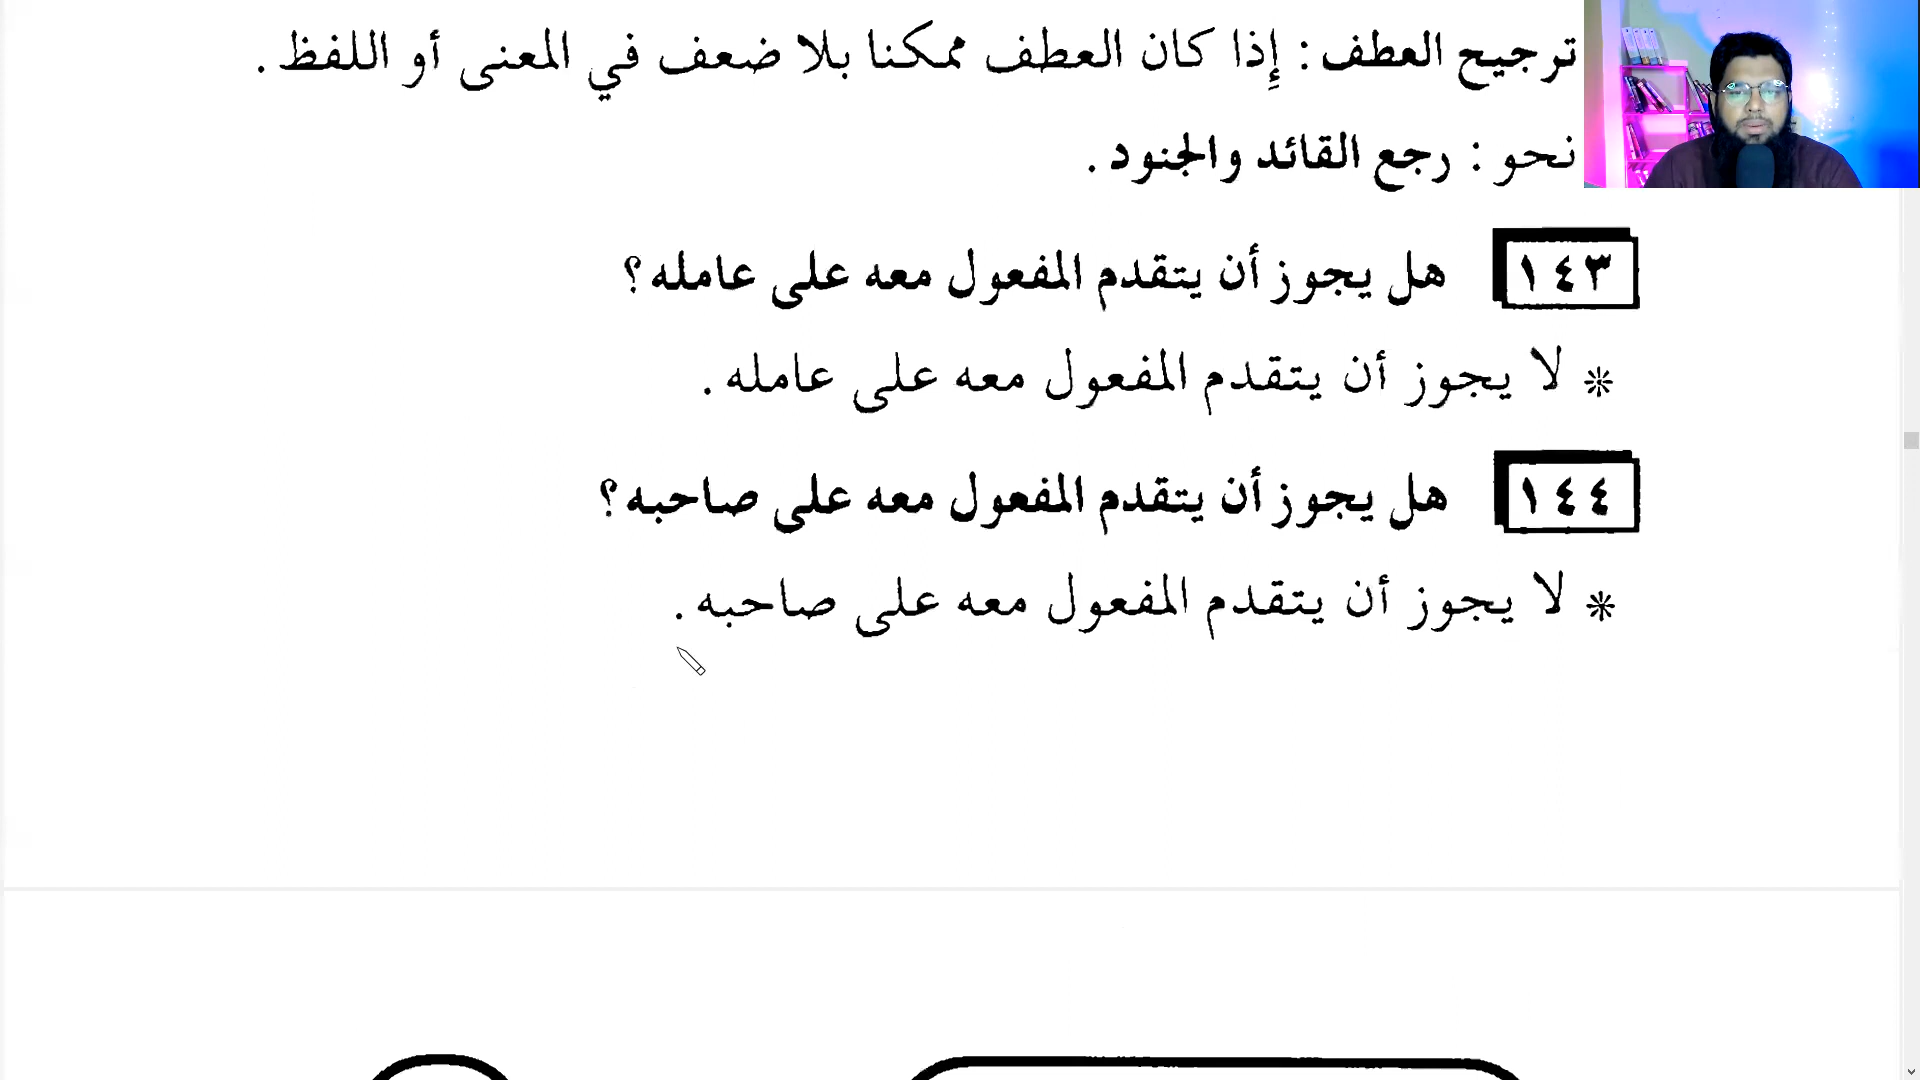 ترجيح العطف : إِذا كان العطف ممكنا بلا ضعف في المعنى أو اللفظ .
نحو : رجع القائد والجنود .
١٤٣ هل يجوز أن يتقدم المفعول معه على عامله ؟
* لا يجوز أن يتقدم المفعول معه على عامله .
١٤٤ هل يجوز أن يتقدم المفعول معه على صاحبه ؟
* لا يجوز أن يتقدم المفعول معه على صاحبه .